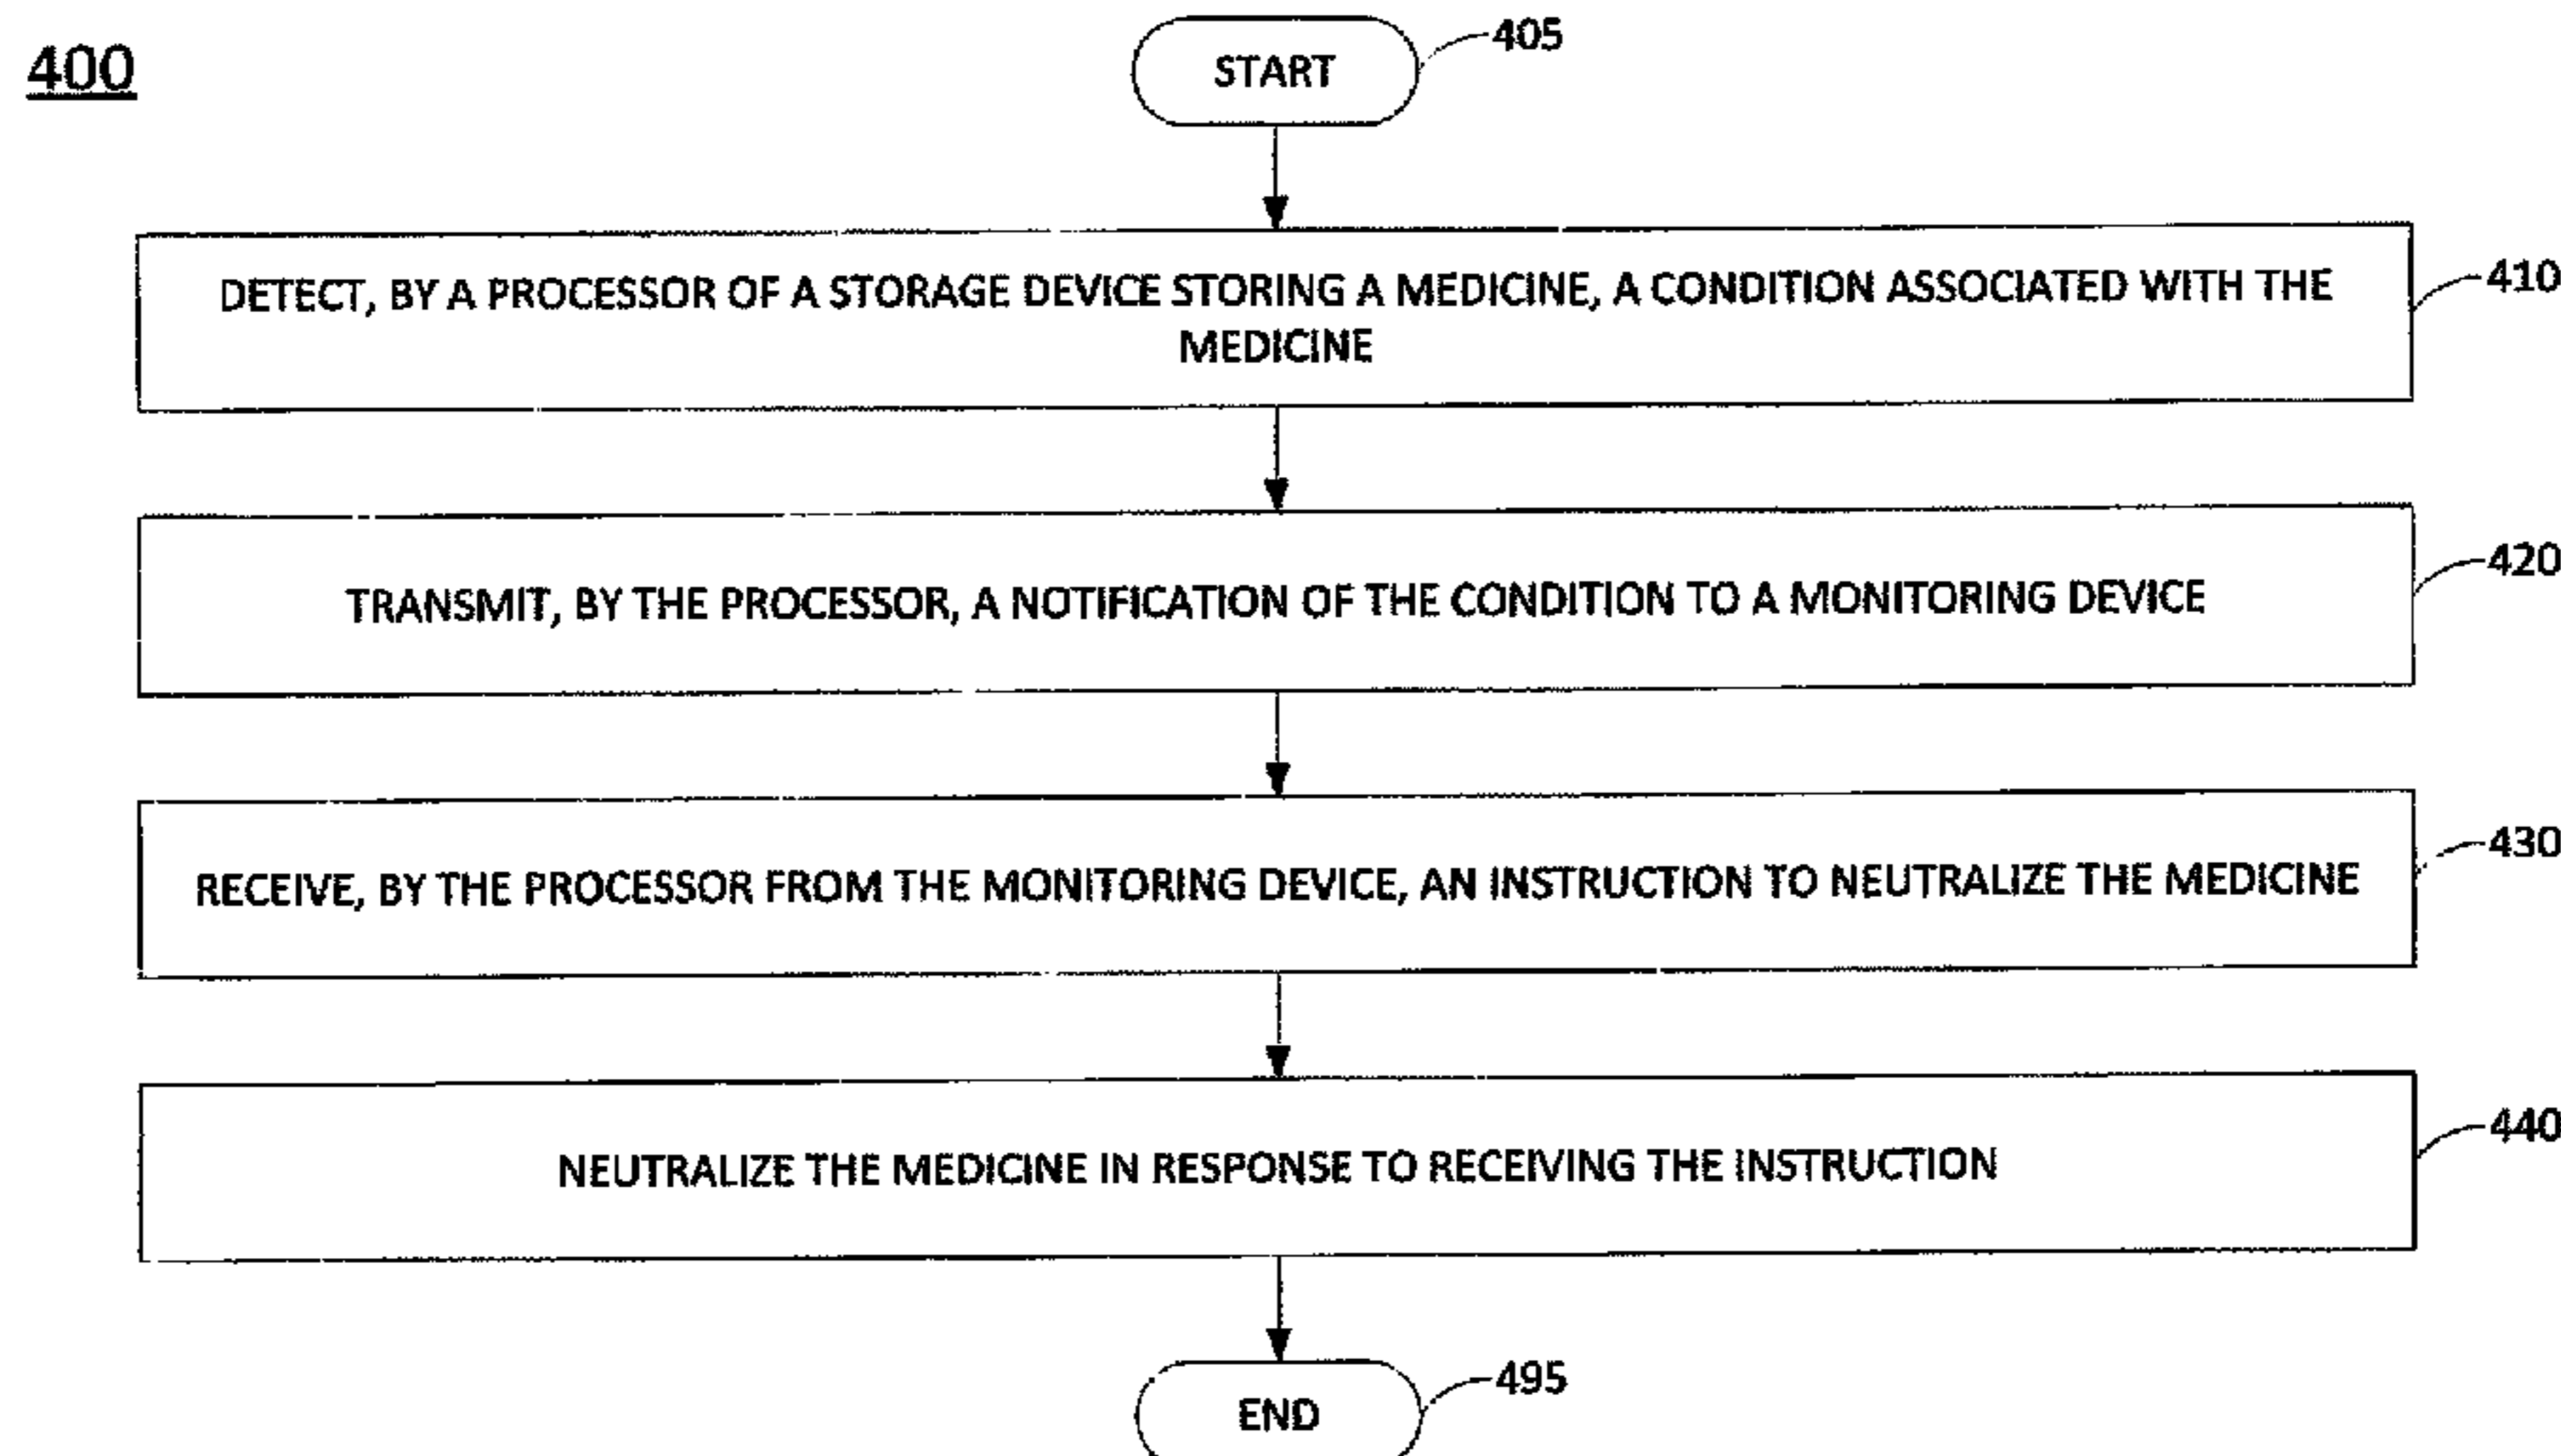 400
START
405
DETECT, BY A PROCESSOR OF A STORAGE DEVICE STORING A MEDICINE, A CONDITION ASSOCIATED WITH THE
MEDICINE
410
TRANSMIT, BY THE PROCESSOR, A NOTIFICATION OF THE CONDITION TO A MONITORING DEVICE
420
RECEIVE, BY THE PROCESSOR FROM THE MONITORING DEVICE, AN INSTRUCTION TO NEUTRALIZE THE MEDICINE
430
NEUTRALIZE THE MEDICINE IN RESPONSE TO RECEIVING THE INSTRUCTION
440
END
495